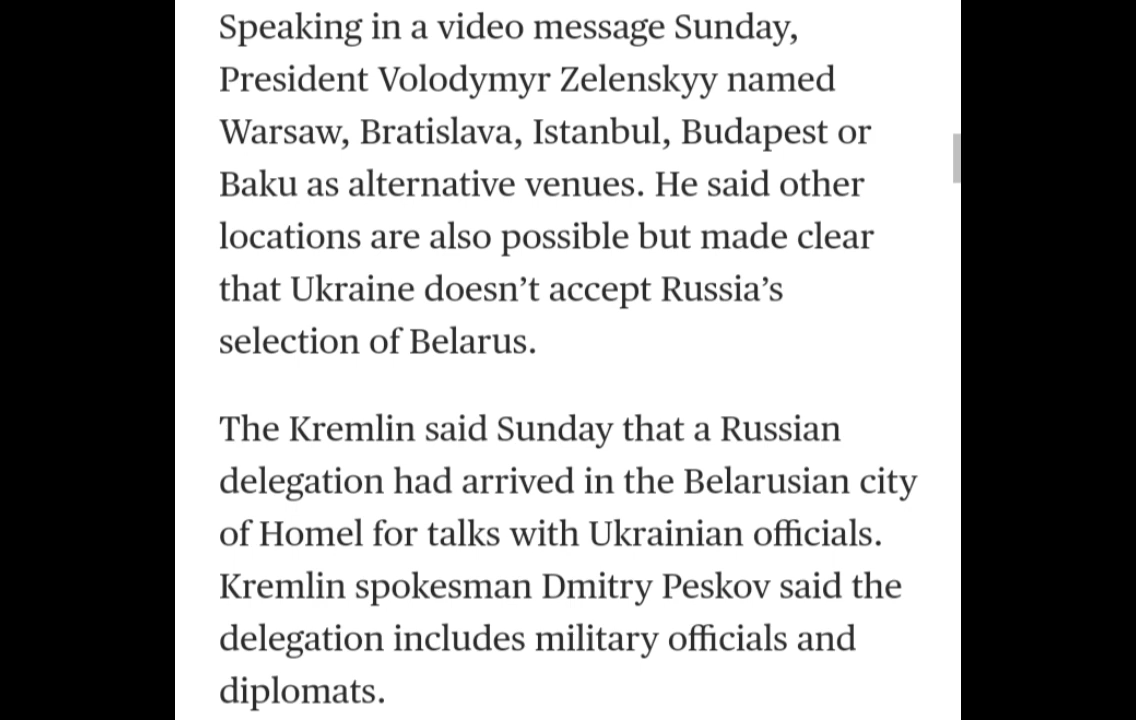 Speaking in a video message Sunday,
President Volodymyr Zelenskyy named
Warsaw, Bratislava, Istanbul, Budapest or
Baku as alternative venues. He said other
locations are also possible but made clear
that Ukraine doesn’t accept Russia’s
selection of Belarus.
The Kremlin said Sunday that a Russian
delegation had arrived in the Belarusian city
of Homel for talks with Ukrainian officials.
Kremlin spokesman Dmitry Peskov said the
delegation includes military officials and
diplomats.